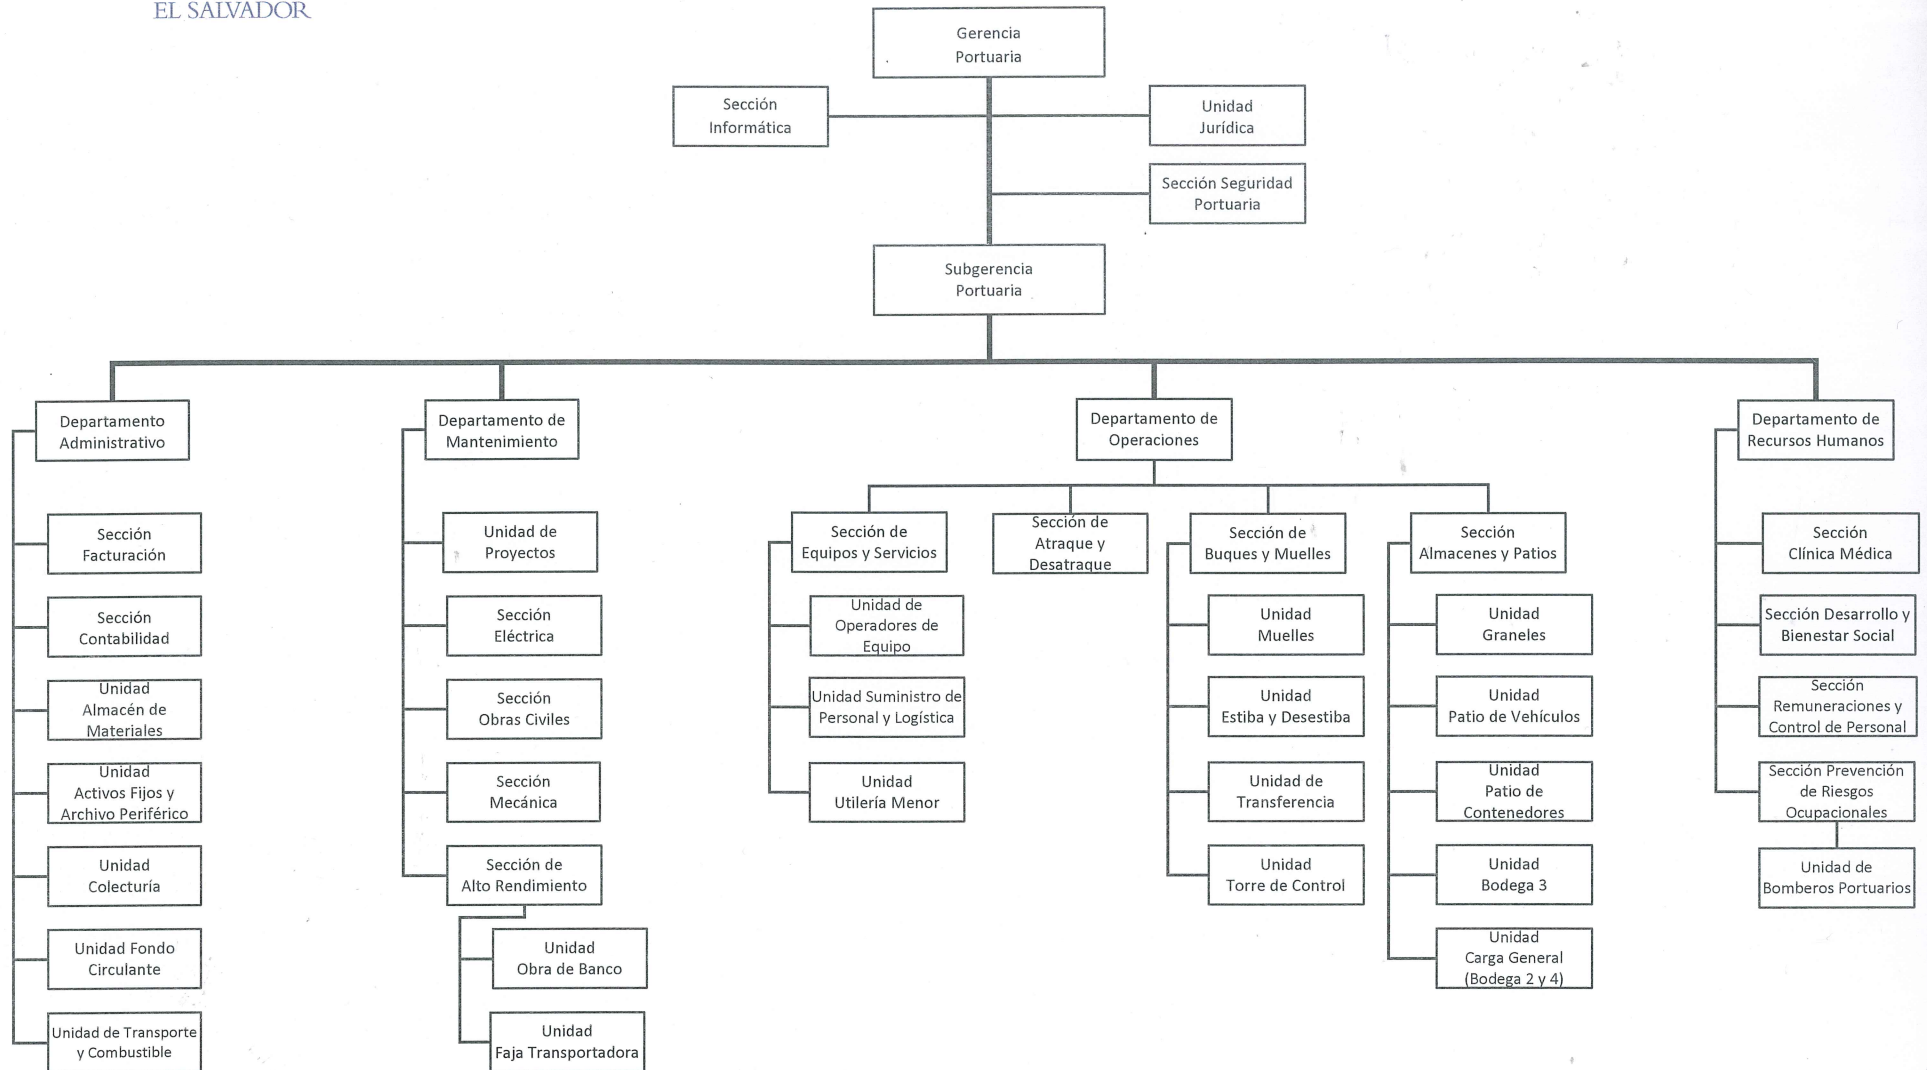 EL SALVADOR
Gerencia
Portuaria
Sección
Informática
Unidad
Jurídica
Sección Seguridad
Portuaria
Subgerencia
Portuaria
Departamento
Administrativo
Sección
Facturación
Sección
Contabilidad
Unidad
Almacén de
Materiales
Unidad
Activos Fijos y
Archivo Periférico
Unidad
Colecturía
Unidad Fondo
Circulante
Unidad de Transporte
y Combustible
Departamento de
Mantenimiento
Unidad de
Proyectos
Sección
Eléctrica
Sección
Obras Civiles
Sección
Mecánica
Sección de
Alto Rendimiento
Unidad
Obra de Banco
Unidad
Faja Transportadora
Departamento de
Operaciones
Sección de
Equipos y Servicios
Unidad de
Operadores de
Equipo
Unidad Suministro de
Personal y Logística
Unidad
Utilería Menor
Sección de
Atraque y
Desatraque
Sección de
Buques y Muelles
Unidad
Muelles
Unidad
Estiba y Desestiba
Unidad de
Transferencia
Unidad
Torre de Control
Sección
Almacenes y Patios
Unidad
Graneles
Unidad
Patio de Vehículos
Unidad
Patio de
Contenedores
Unidad
Bodega 3
Unidad
Carga General
(Bodega 2 y 4)
Departamento de
Recursos Humanos
Sección
Clínica Médica
Sección Desarrollo y
Bienestar Social
Sección
Remuneraciones y
Control de Personal
Sección Prevención
de Riesgos
Ocupacionales
Unidad de
Bomberos Portuarios